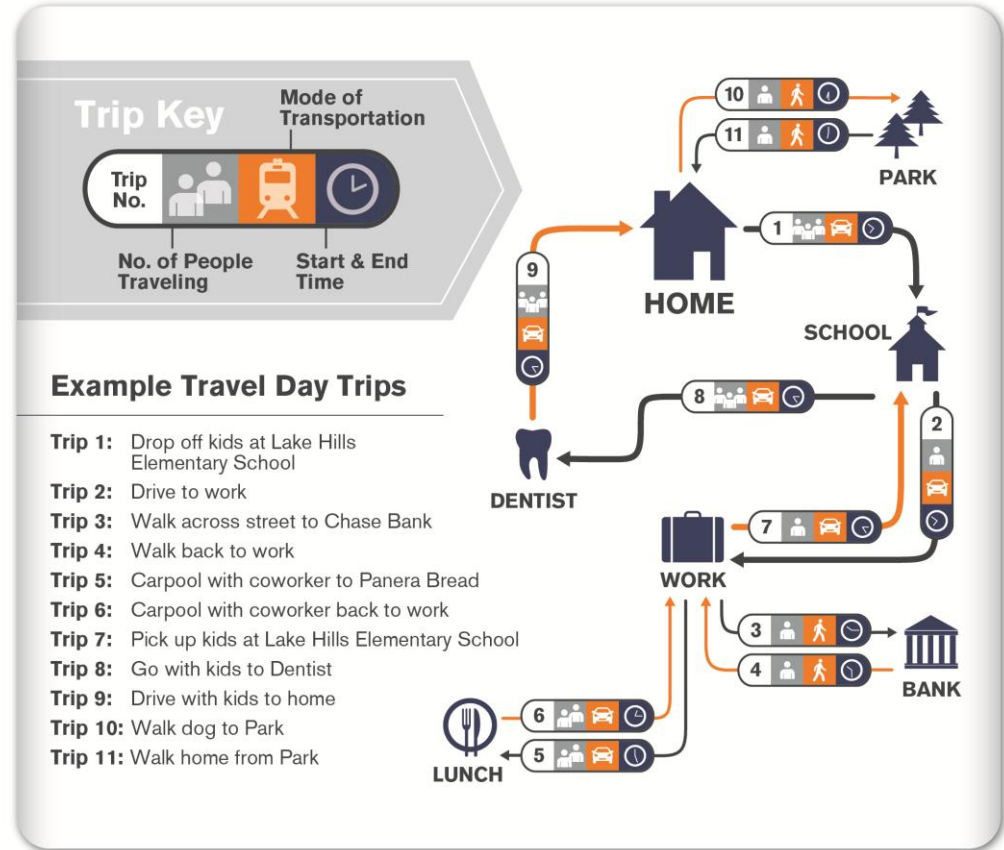 Trip Key
Mode of
Transportation
Trip
No.
No. of People
Traveling
Start & End
Time
Example Travel Day Trips
Trip 1: Drop off kids at Lake Hills
Elementary School
Trip 2: Drive to work
Trip 3: Walk across street to Chase Bank
Trip 4: Walk back to work
Trip 5: Carpool with coworker to Panera Bread
Trip 6: Carpool with coworker back to work
Trip 7: Pick up kids at Lake Hills Elementary School
Trip 8: Go with kids to Dentist
Trip 9: Drive with kids to home
Trip 10: Walk dog to Park
Trip 11: Walk home from Park
10
11
PARK
1
HOME
9
SCHOOL
8
2
DENTIST
7
WORK
3
4
BANK
6
5
LUNCH